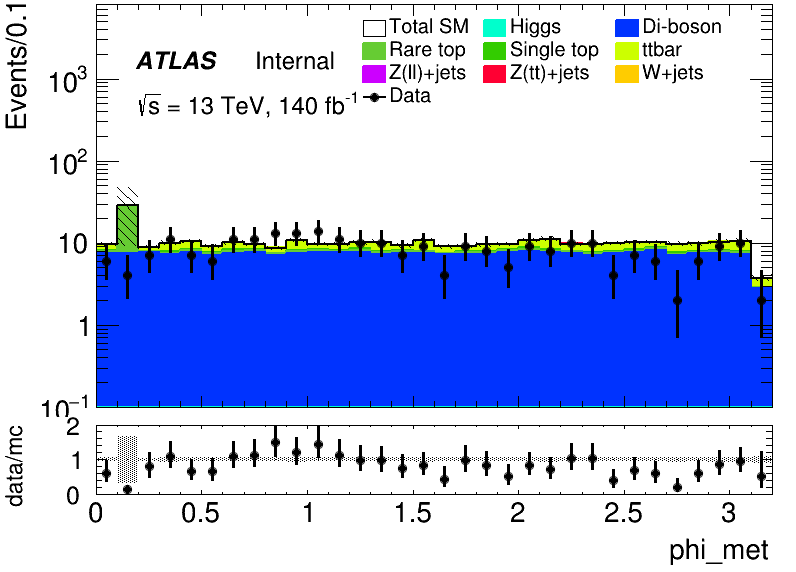 Events/0.1
Total SM Higgs Di-boson
Rare top Single top ttbar
Z(ll)+jets Z(tt)+jets W+jets
Data
ATLAS Internal
√s = 13 TeV, 140 fb⁻¹
10³
10²
10
1
10⁻¹
data/mc
2
1
0
0 0.5 1 1.5 2 2.5 3
phi_met